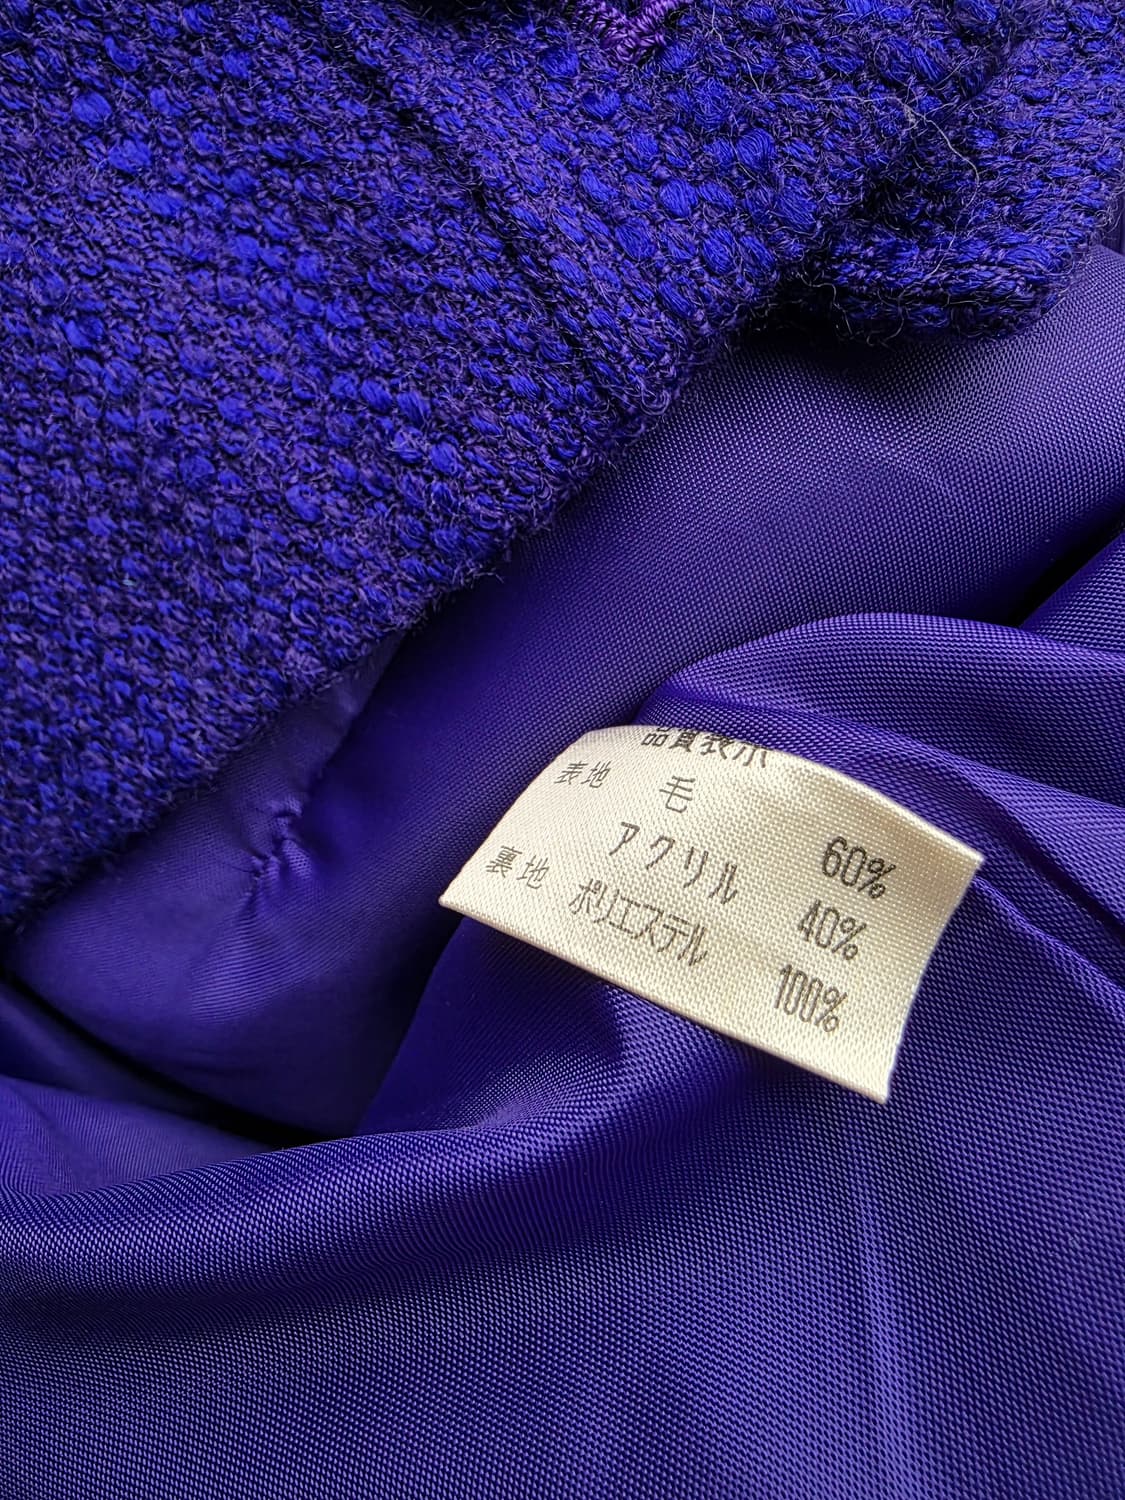 品質表示
表地 毛 60%
アクリル 40%
裏地 ポリエステル 100%